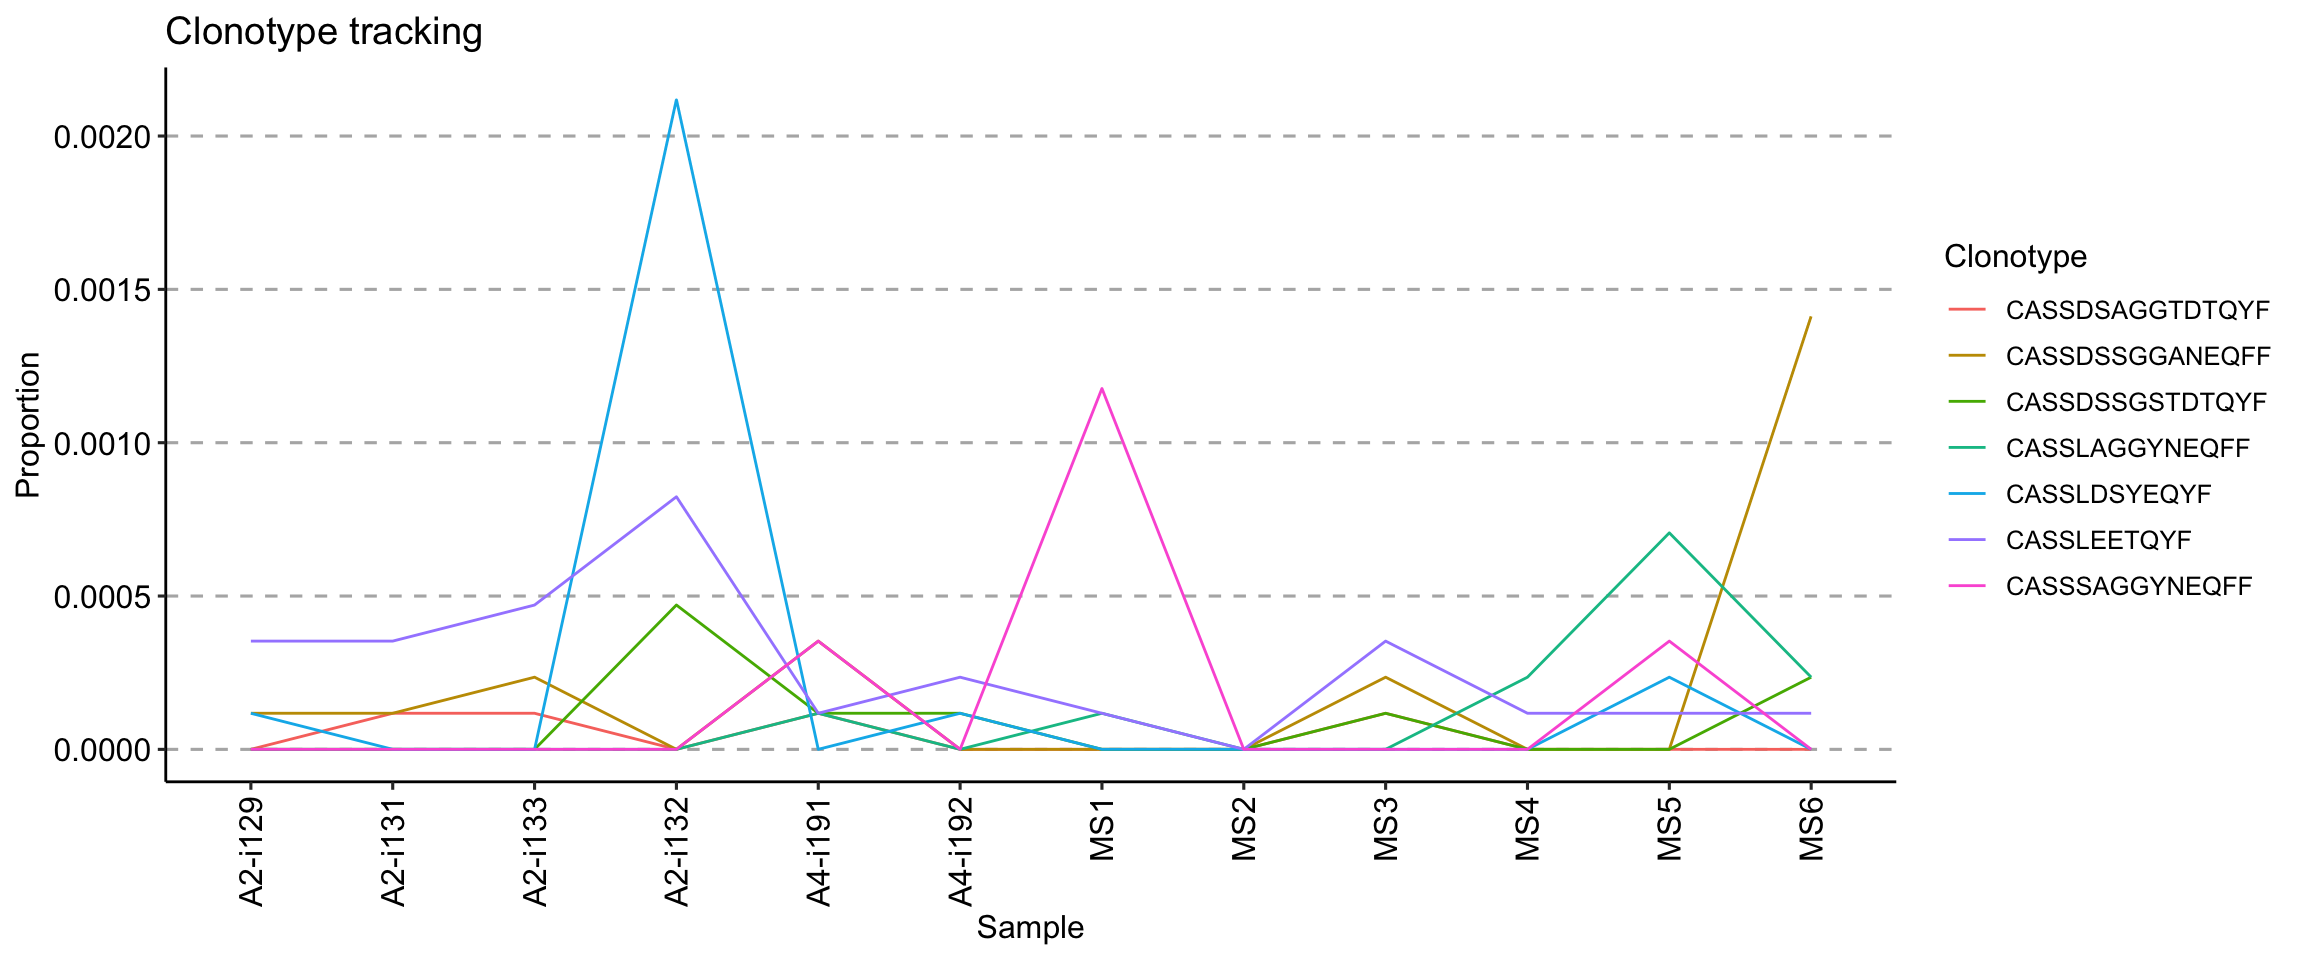 Clonotype tracking
Proportion
0.0020
0.0015
0.0010
0.0005
0.0000
A2-i129
A2-i131
A2-i133
A2-i132
A4-i191
A4-i192
MS1
MS2
MS3
MS4
MS5
MS6
Sample
Clonotype
CASSDSAGGTDTQYF
CASSDSSGGANEQFF
CASSDSSGSTDTQYF
CASSLAGGYNEQFF
CASSLDSYEQYF
CASSLEETQYF
CASSSAGGYNEQFF